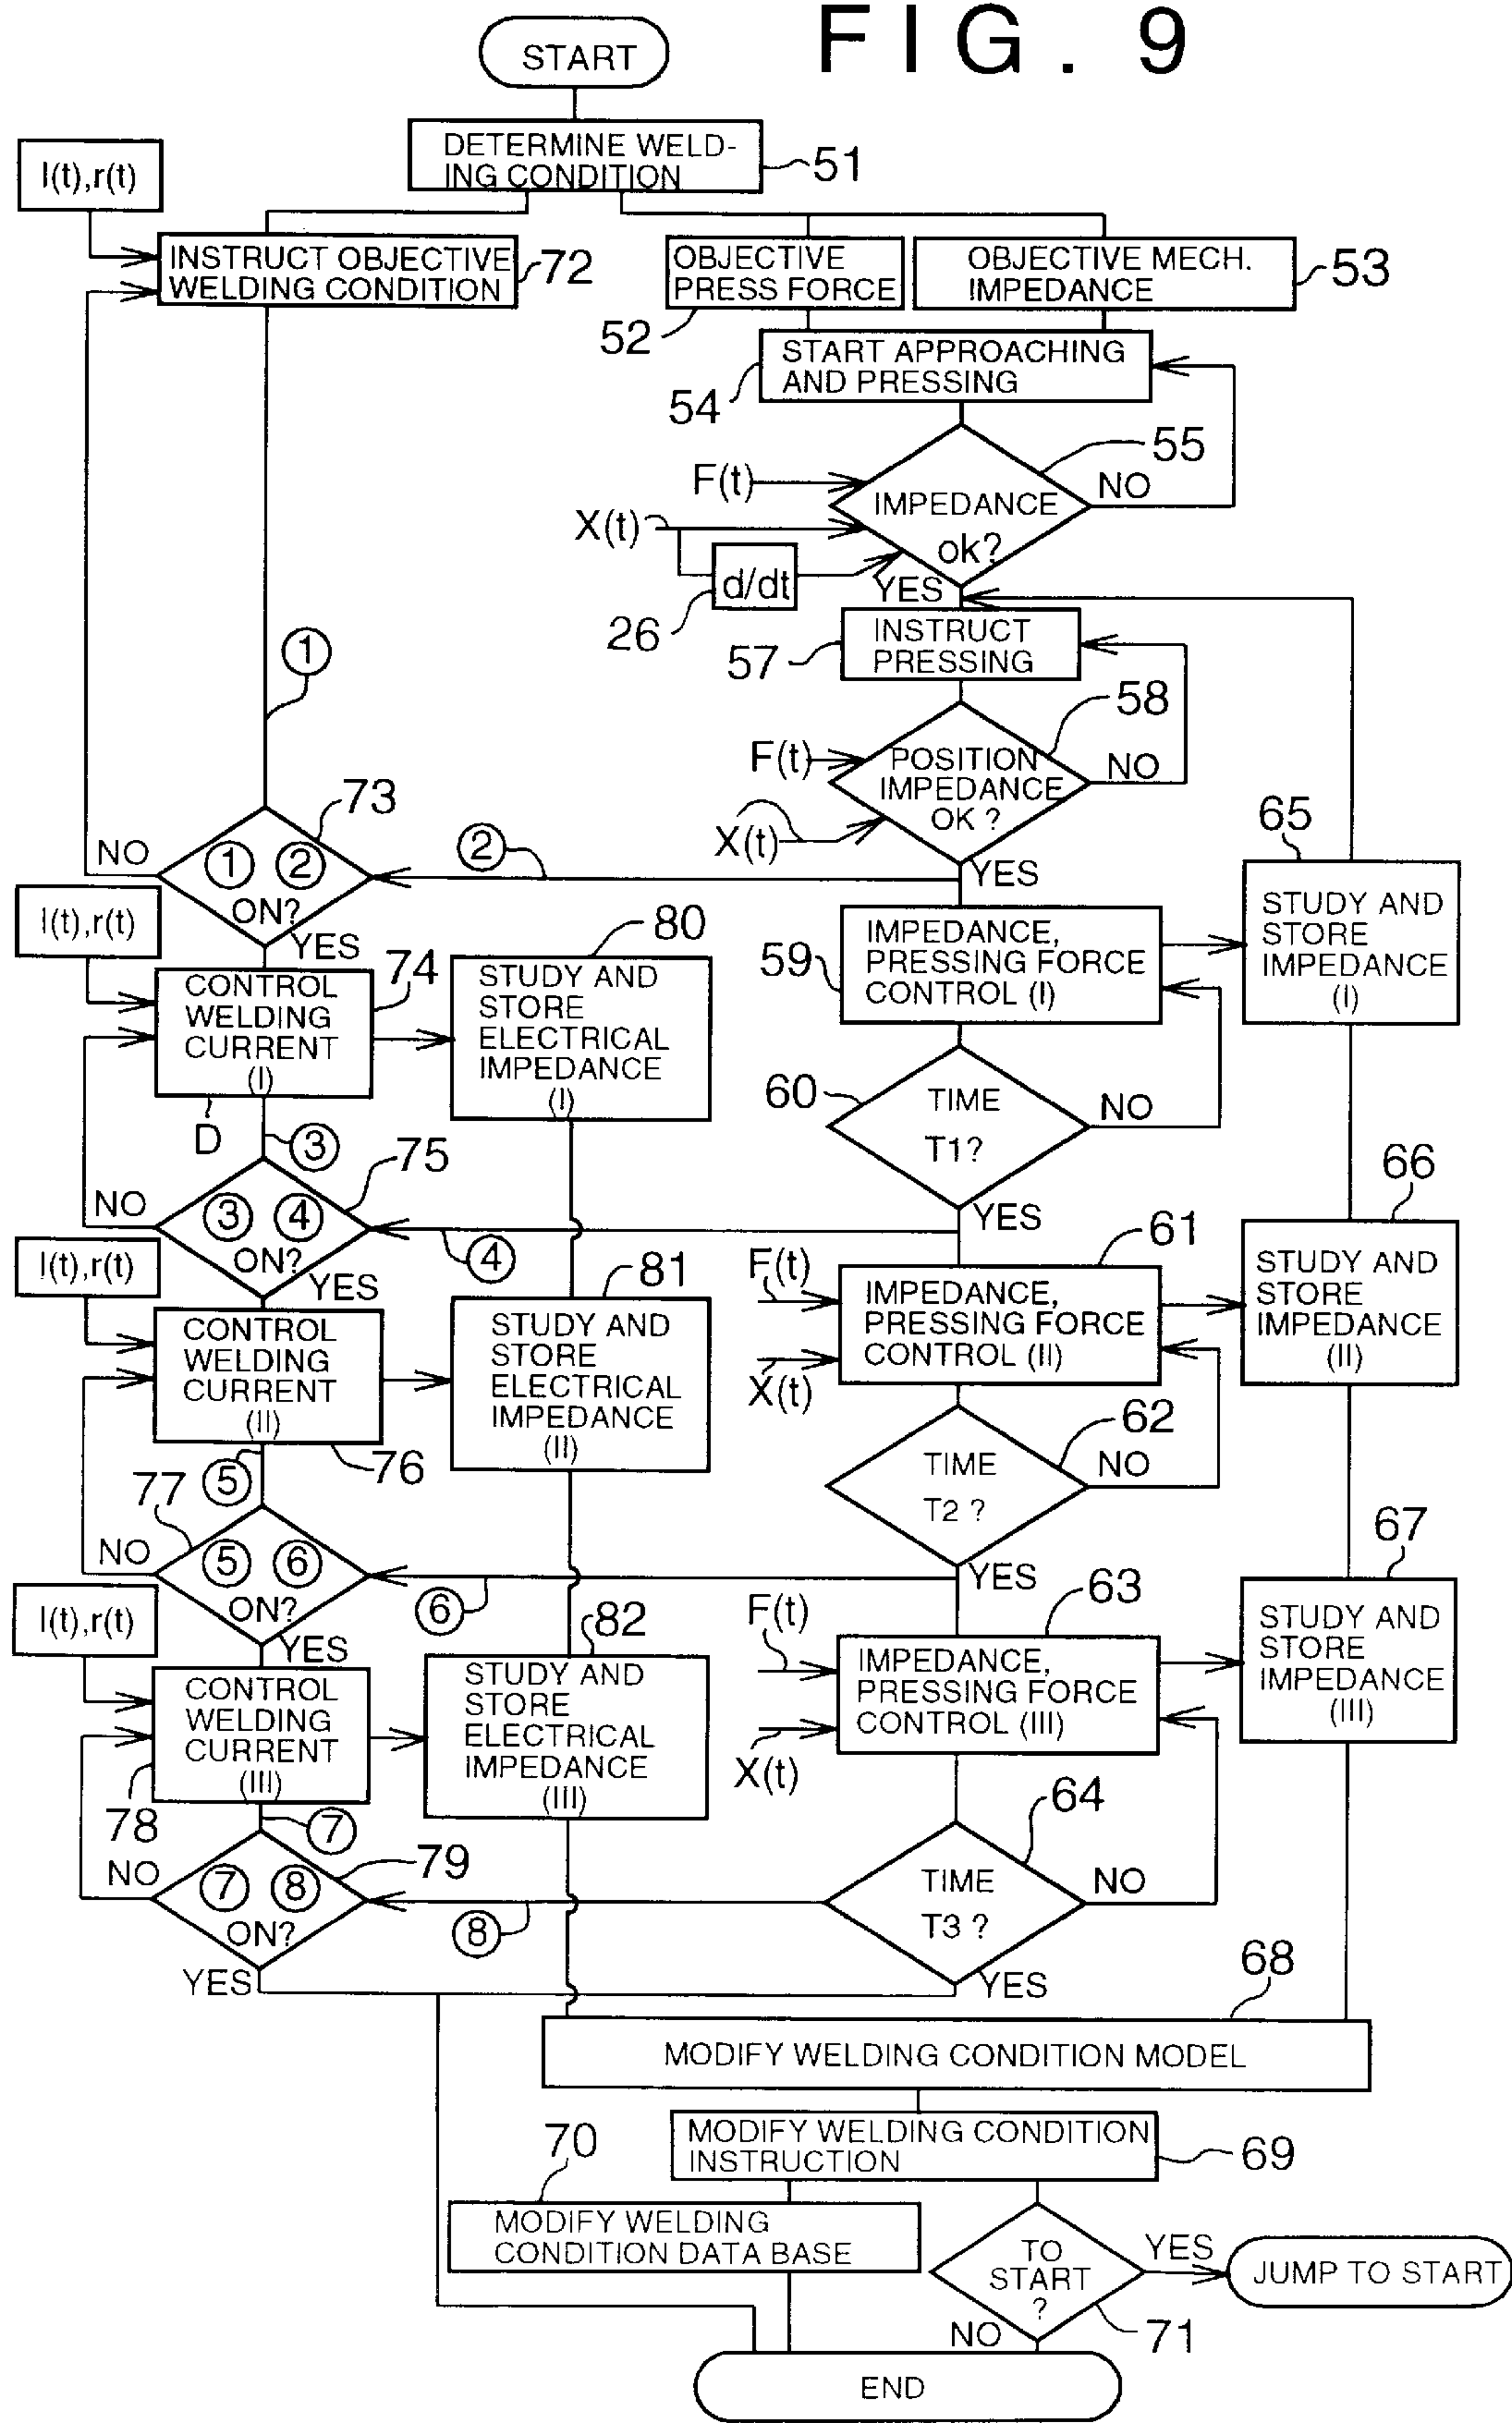 FIG. 9
START
DETERMINE WELD-
ING CONDITION
51
I(t),r(t)
INSTRUCT OBJECTIVE
WELDING CONDITION
72
OBJECTIVE
PRESS FORCE
52
OBJECTIVE MECH.
IMPEDANCE
53
START APPROACHING
AND PRESSING
54
55
F(t)
IMPEDANCE
ok?
NO
X(t)
d/dt
26
YES
INSTRUCT
PRESSING
57
①
58
F(t)
POSITION
IMPEDANCE
OK ?
NO
X(t)
YES
73
① ②
ON?
NO
②
YES
65
STUDY AND
STORE
IMPEDANCE
(I)
I(t),r(t)
CONTROL
WELDING
CURRENT
(I)
74
D
80
STUDY AND
STORE
ELECTRICAL
IMPEDANCE
(I)
IMPEDANCE,
PRESSING FORCE
CONTROL (I)
59
60
TIME
T1?
NO
YES
③
75
③ ④
ON?
NO
④
YES
66
STUDY AND
STORE
IMPEDANCE
(II)
I(t),r(t)
CONTROL
WELDING
CURRENT
(II)
76
81
STUDY AND
STORE
ELECTRICAL
IMPEDANCE
(II)
F(t)
X(t)
61
IMPEDANCE,
PRESSING FORCE
CONTROL (II)
62
TIME
T2 ?
NO
YES
⑤
77
⑤ ⑥
ON?
NO
⑥
YES
67
STUDY AND
STORE
IMPEDANCE
(III)
I(t),r(t)
CONTROL
WELDING
CURRENT
(III)
78
82
STUDY AND
STORE
ELECTRICAL
IMPEDANCE
(III)
F(t)
X(t)
63
IMPEDANCE,
PRESSING FORCE
CONTROL (III)
64
TIME
T3 ?
NO
YES
⑦
79
⑦ ⑧
ON?
NO
⑧
YES
68
MODIFY WELDING CONDITION MODEL
MODIFY WELDING CONDITION
INSTRUCTION
69
70
MODIFY WELDING
CONDITION DATA BASE
TO
START
?
71
YES
JUMP TO START
NO
END